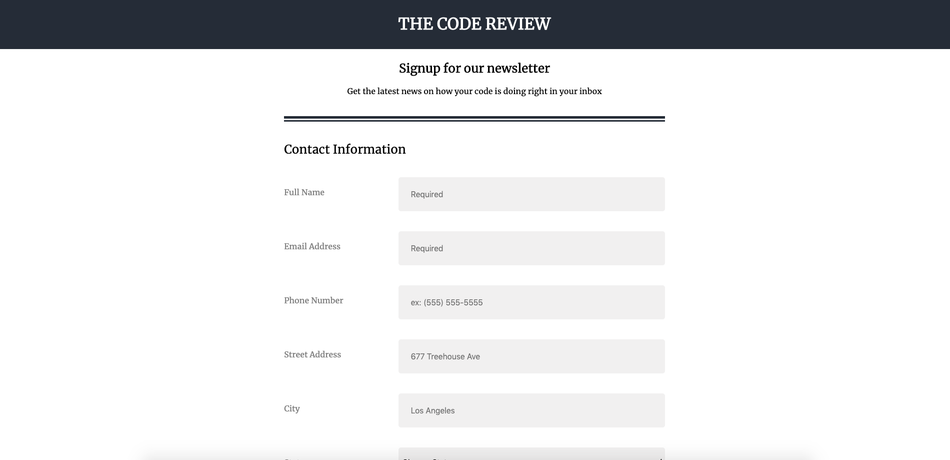 THE CODE REVIEW
Signup for our newsletter
Get the latest news on how your code is doing right in your inbox
Contact Information
Full Name
Required
Email Address
Required
Phone Number
ex: (555) 555-5555
Street Address
677 Treehouse Ave
City
Los Angeles